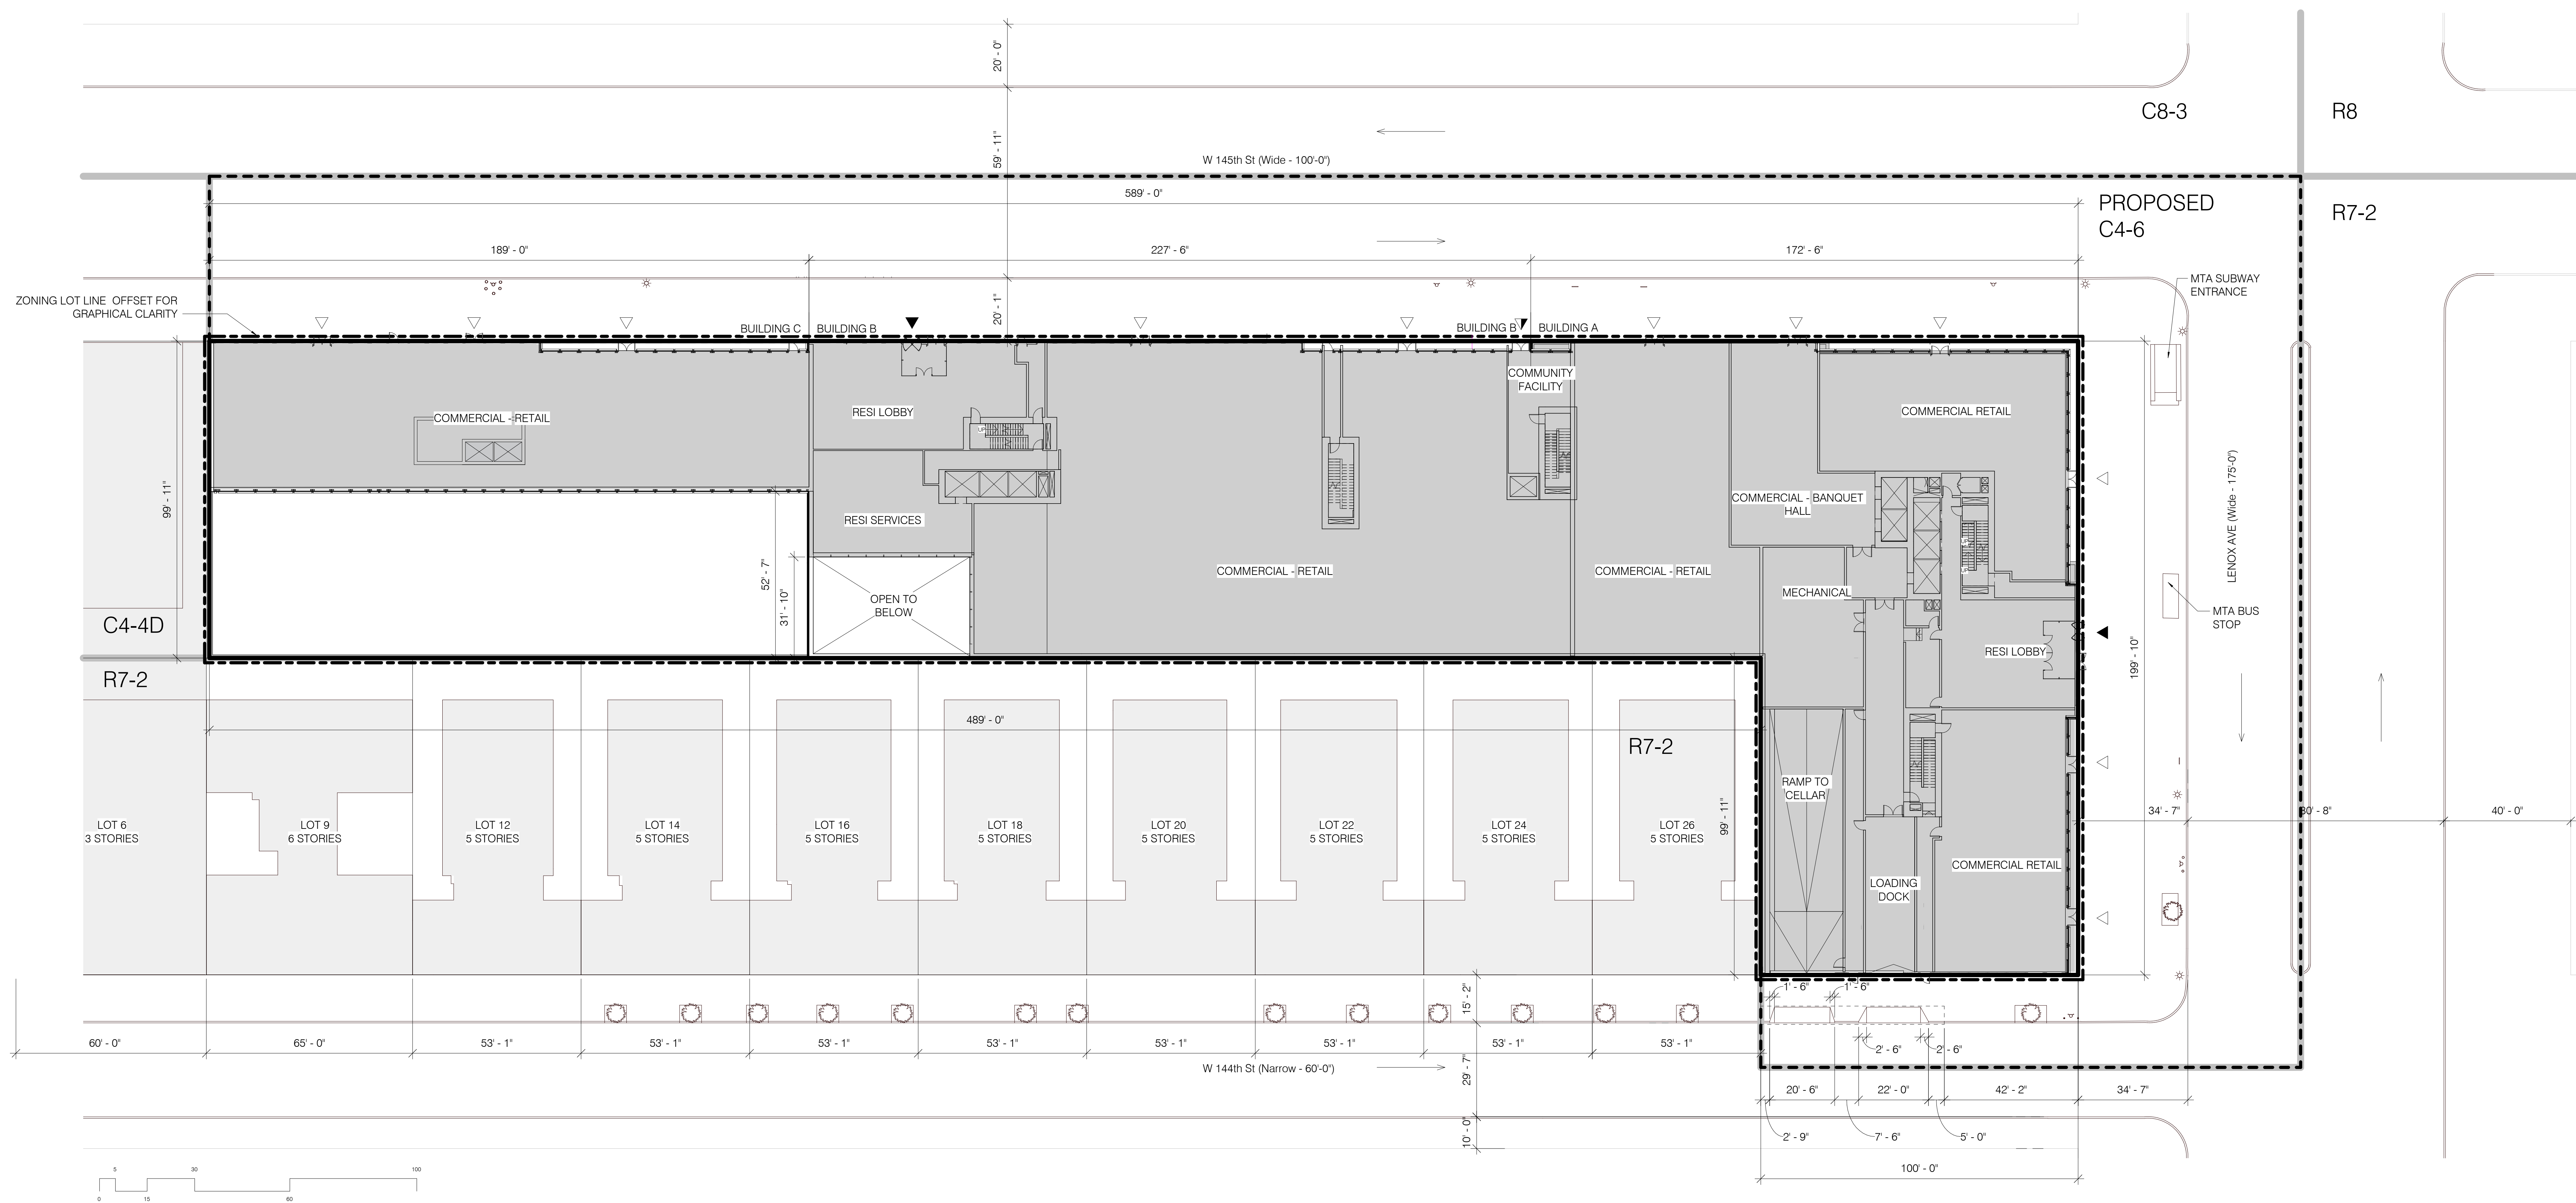 20' - 0"
C8-3
R8
59' - 11"
W 145th St (Wide - 100'-0")
589' - 0"
PROPOSED
C4-6
R7-2
189' - 0"
227' - 6"
172' - 6"
MTA SUBWAY
ENTRANCE
ZONING LOT LINE OFFSET FOR
GRAPHICAL CLARITY
20' - 1"
BUILDING C
BUILDING B
BUILDING B
BUILDING A
COMMUNITY
FACILITY
RESI LOBBY
COMMERCIAL - RETAIL
COMMERCIAL RETAIL
UP
99' - 11"
COMMERCIAL - BANQUET
HALL
RESI SERVICES
LENOX AVE (Wide - 175'-0")
52' - 7"
31' - 10"
COMMERCIAL - RETAIL
COMMERCIAL - RETAIL
MECHANICAL
OPEN TO
BELOW
MTA BUS
STOP
C4-4D
RESI LOBBY
199' - 10"
R7-2
489' - 0"
R7-2
RAMP TO
CELLAR
LOT 6
3 STORIES
LOT 9
6 STORIES
LOT 12
5 STORIES
LOT 14
5 STORIES
LOT 16
5 STORIES
LOT 18
5 STORIES
LOT 20
5 STORIES
LOT 22
5 STORIES
LOT 24
5 STORIES
LOT 26
5 STORIES
99' - 11"
34' - 7"
80' - 8"
40' - 0"
COMMERCIAL RETAIL
LOADING
DOCK
1' - 6"
1' - 6"
15' - 2"
60' - 0"
65' - 0"
53' - 1"
53' - 1"
53' - 1"
53' - 1"
53' - 1"
53' - 1"
53' - 1"
53' - 1"
2' - 6"
2' - 6"
W 144th St (Narrow - 60'-0")
29' - 7"
20' - 6"
22' - 0"
42' - 2"
34' - 7"
10' - 0"
2' - 9"
7' - 6"
5' - 0"
100' - 0"
5
30
100
0
15
60